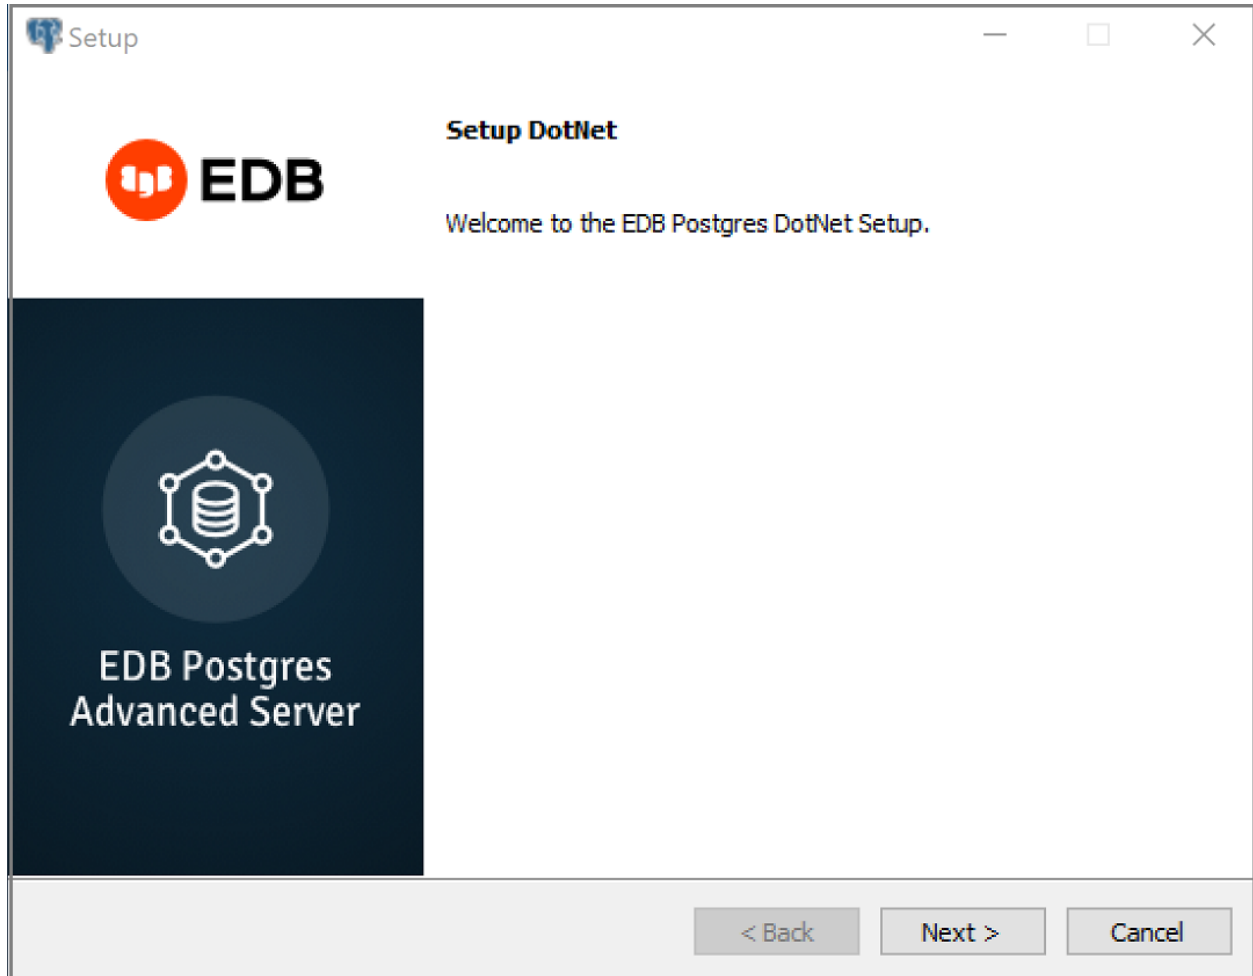 Setup
EDB
Setup DotNet
Welcome to the EDB Postgres DotNet Setup.
EDB Postgres
Advanced Server
< Back
Next >
Cancel